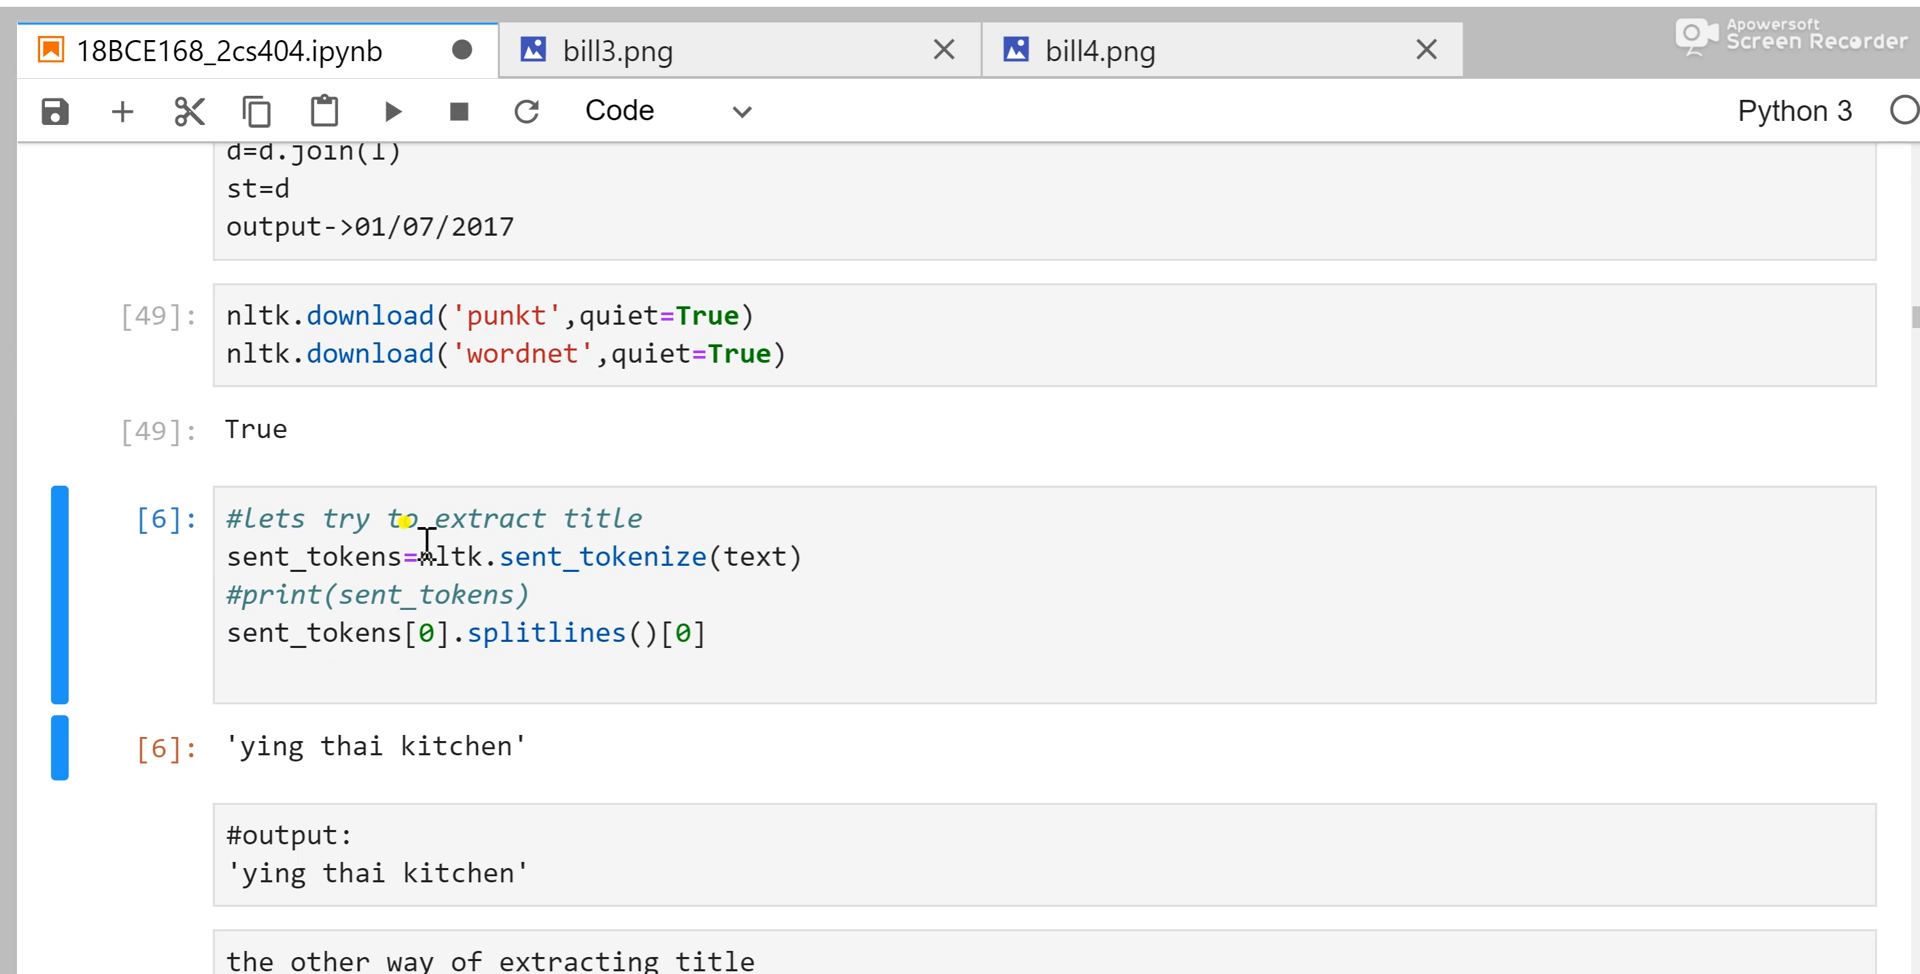 Apowersoft
Screen Recorder
18BCE168_2cs404.ipynb
bill3.png
bill4.png
Code
Python 3
d=d.join(l)
st=d
output->01/07/2017
[49]:
nltk.download('punkt',quiet=True)
nltk.download('wordnet',quiet=True)
[49]:
True
[6]:
#lets try to extract title
sent_tokens=nltk.sent_tokenize(text)
#print(sent_tokens)
sent_tokens[0].splitlines()[0]
[6]:
'ying thai kitchen'
#output:
'ying thai kitchen'
the other way of extracting title